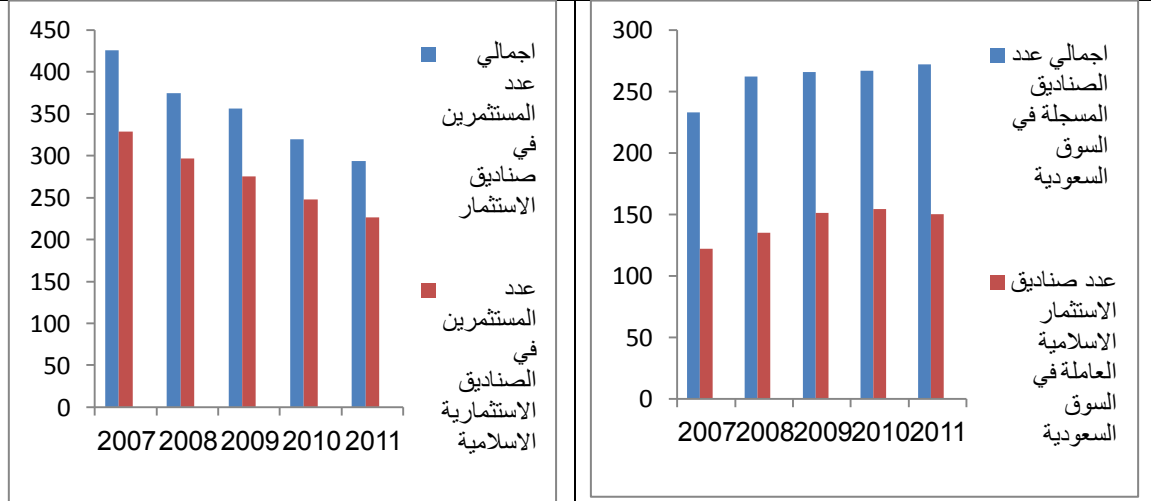 450
400
350
300
250
200
150
100
50
0
2007 2008 2009 2010 2011
اجمالي
عدد
المستثمرين
في
صناديق
الاستثمار
عدد
المستثمرين
في
الصناديق
الاستثمارية
الاسلامية
300
250
200
150
100
50
0
2007 2008 2009 2010 2011
اجمالي عدد
الصناديق
المسجلة في
السوق
السعودية
عدد صناديق
الاستثمار
الاسلامية
العاملة في
السوق
السعودية